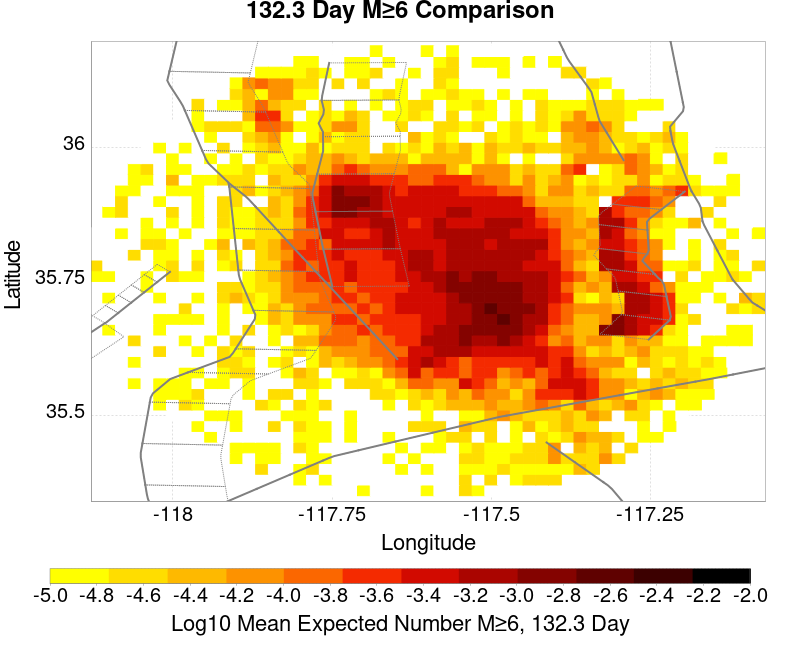 132.3 Day M≥6 Comparison
Latitude
36
35.75
35.5
-118 -117.75 -117.5 -117.25
Longitude
-5.0 -4.8 -4.6 -4.4 -4.2 -4.0 -3.8 -3.6 -3.4 -3.2 -3.0 -2.8 -2.6 -2.4 -2.2 -2.0
Log10 Mean Expected Number M≥6, 132.3 Day